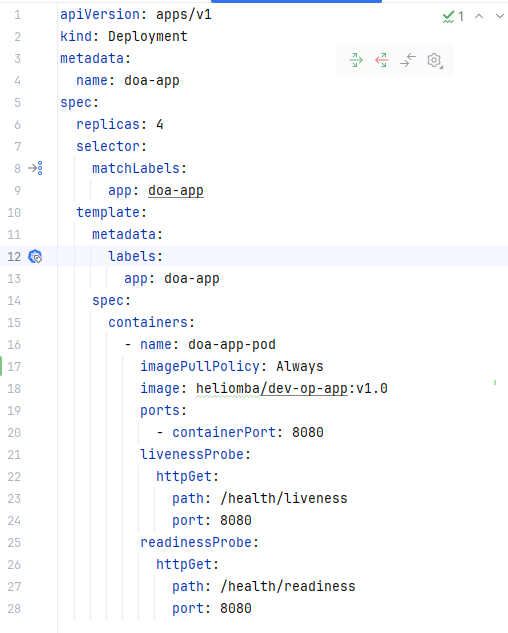 1 apiVersion: apps/v1
2 kind: Deployment
3 metadata:
4   name: doa-app
5 spec:
6   replicas: 4
7   selector:
8     matchLabels:
9       app: doa-app
10   template:
11     metadata:
12       labels:
13         app: doa-app
14     spec:
15       containers:
16         - name: doa-app-pod
17           imagePullPolicy: Always
18           image: heliomba/dev-op-app:v1.0
19           ports:
20             - containerPort: 8080
21           livenessProbe:
22             httpGet:
23               path: /health/liveness
24               port: 8080
25           readinessProbe:
26             httpGet:
27               path: /health/readiness
28               port: 8080
1